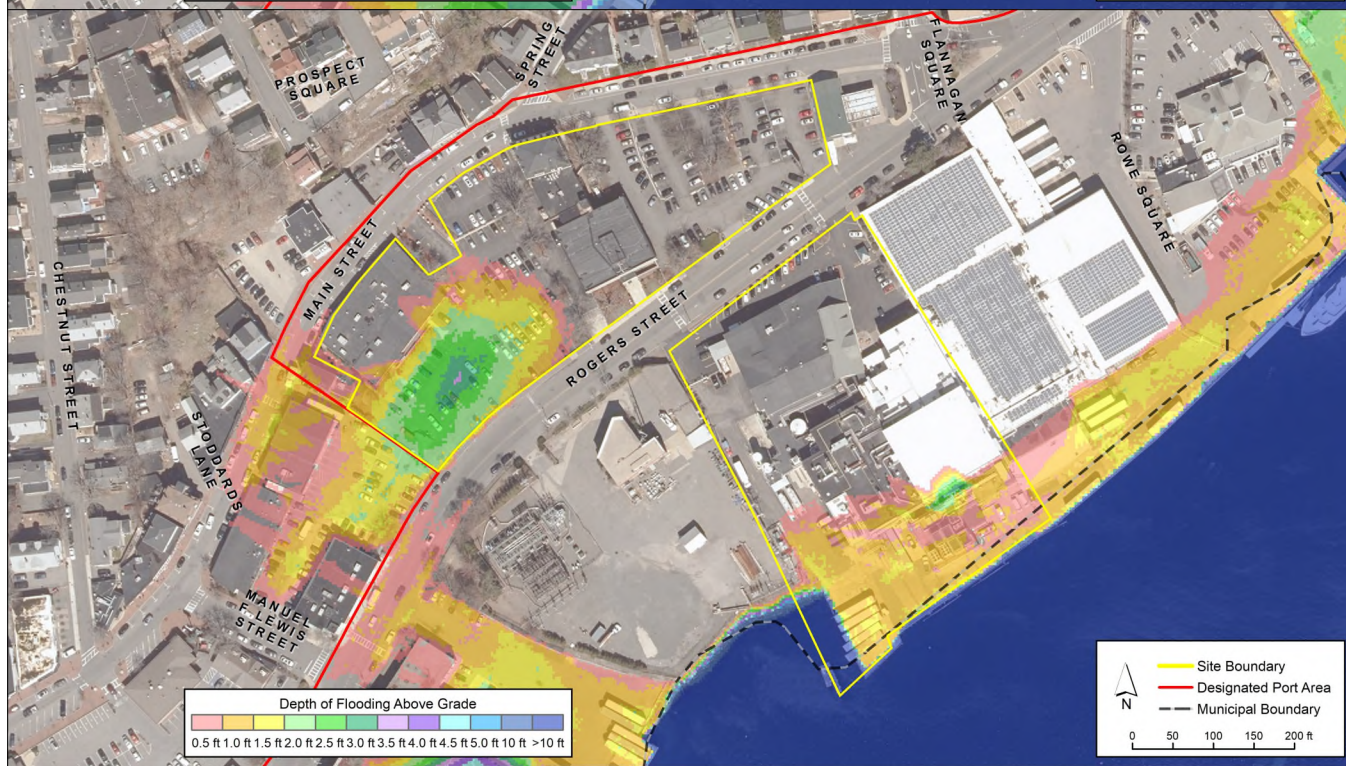 PROSPECT
SQUARE
SPRING
STREET
FLANNAGAN
SQUARE
ROWE SQUARE
CHESTNUT STREET
MAIN STREET
ROGERS STREET
STODDARDS
LANE
MANUEL
F. LEWIS
STREET
Depth of Flooding Above Grade
0.5 ft 1.0 ft 1.5 ft 2.0 ft 2.5 ft 3.0 ft 3.5 ft 4.0 ft 4.5 ft 5.0 ft 10 ft >10 ft
Site Boundary
Designated Port Area
Municipal Boundary
N
0 50 100 150 200 ft